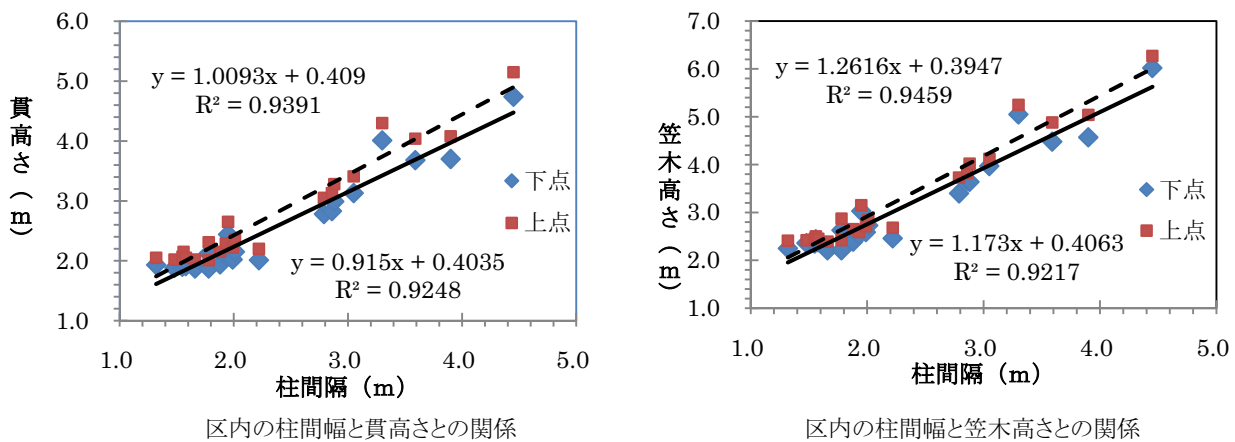 6.0
5.0
4.0
3.0
2.0
1.0
1.0
2.0
3.0
4.0
5.0
貫高さ（m）
柱間隔（m）
y = 1.0093x + 0.409
R² = 0.9391
y = 0.915x + 0.4035
R² = 0.9248
下点
上点
区内の柱間幅と貫高さとの関係
7.0
6.0
5.0
4.0
3.0
2.0
1.0
1.0
2.0
3.0
4.0
5.0
笠木高さ（m）
柱間隔（m）
y = 1.2616x + 0.3947
R² = 0.9459
y = 1.173x + 0.4063
R² = 0.9217
下点
上点
区内の柱間幅と笠木高さとの関係